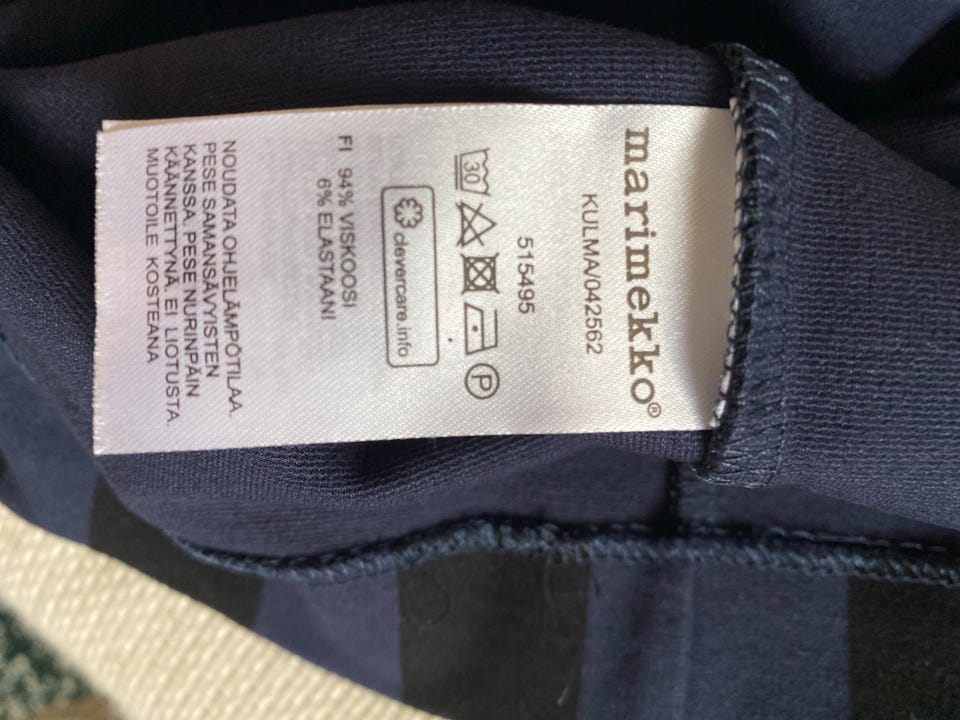 marimekko®
KULMA/042562
515495
30
P
clevercare.info
FI 94% VISKOOSI
6% ELASTAANI
NOUDATA OHJELÄMPÖTILAA.
PESE SAMANSÄVYISTEN
KANSSA. PESE NURINPÄIN
KÄÄNNETTYNÄ. EI LIOTUSTA.
MUOTOILE KOSTEANA